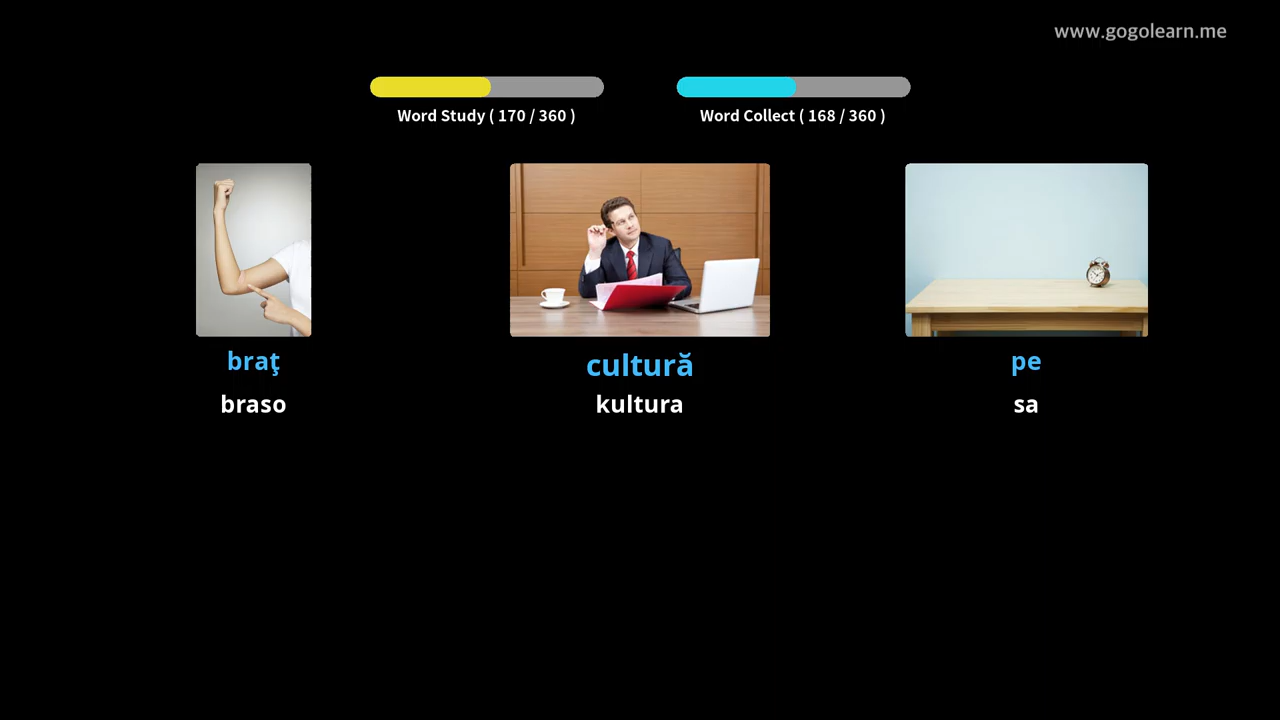 www.gogolearn.me
Word Study ( 170 / 360 )
Word Collect ( 168 / 360 )
braţ
cultură
pe
braso
kultura
sa